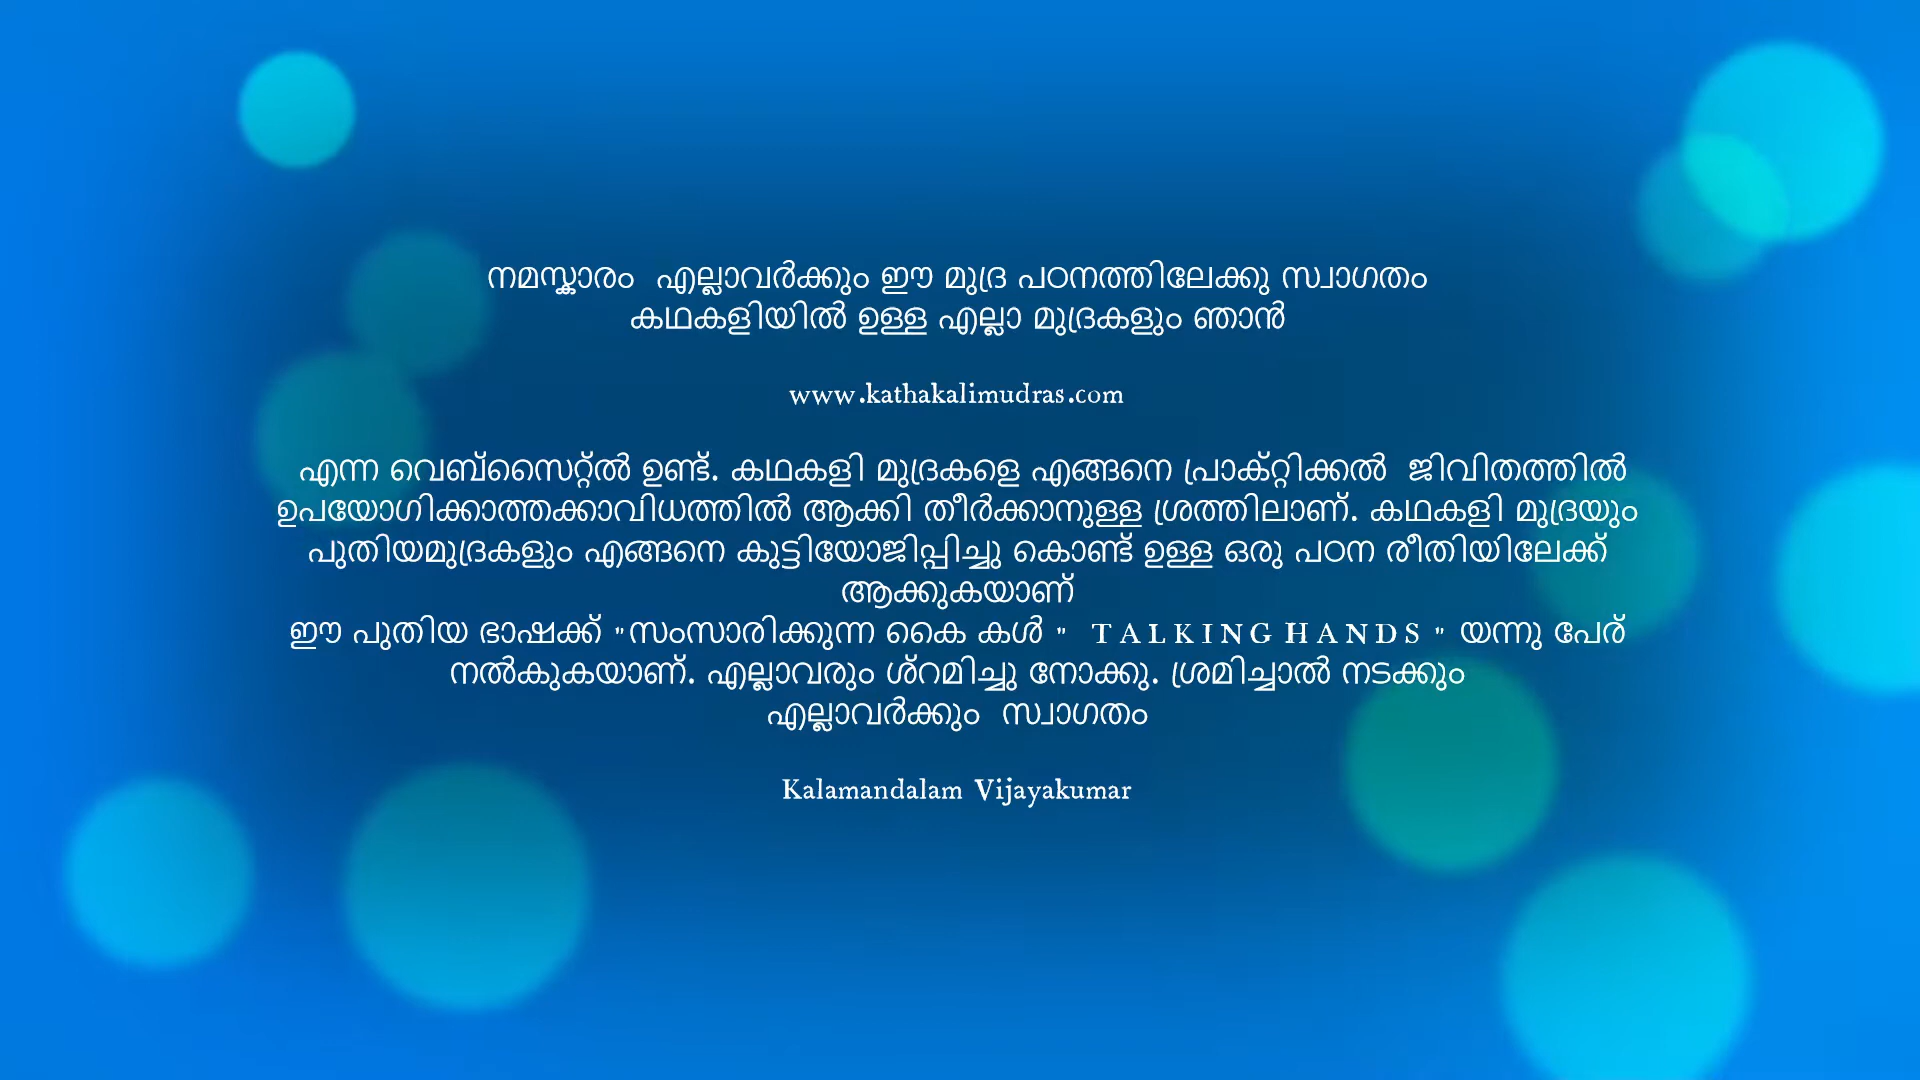 നമസ്കാരം എല്ലാവർക്കും ഈ മുദ്ര പഠനത്തിലേക്കു സ്വാഗതം
കഥകളിയിൽ ഉള്ള എല്ലാ മുദ്രകളും ഞാൻ
www.kathakalimudras.com
എന്ന വെബ്സൈറ്റ്ൽ ഉണ്ട്. കഥകളി മുദ്രകളെ എങ്ങനെ പ്രാക്റ്റിക്കൽ ജിവിതത്തിൽ
ഉപയോഗിക്കാത്തക്കാവിധത്തിൽ ആക്കി തീർക്കാനുള്ള ശ്രത്തിലാണ്. കഥകളി മുദ്രയും
പുതിയമുദ്രകളും എങ്ങനെ കുട്ടിയോജിപ്പിച്ചു കൊണ്ട് ഉള്ള ഒരു പഠന രീതിയിലേക്ക്
ആക്കുകയാണ്
ഈ പുതിയ ഭാഷക്ക് "സംസാരിക്കുന്ന കൈ കൾ " T A L K I N G H A N D S " യന്നു പേര്
നൽകുകയാണ്. എല്ലാവരും ശ്‌റമിച്ചു നോക്കു. ശ്രമിച്ചാൽ നടക്കും
എല്ലാവർക്കും സ്വാഗതം
Kalamandalam Vijayakumar